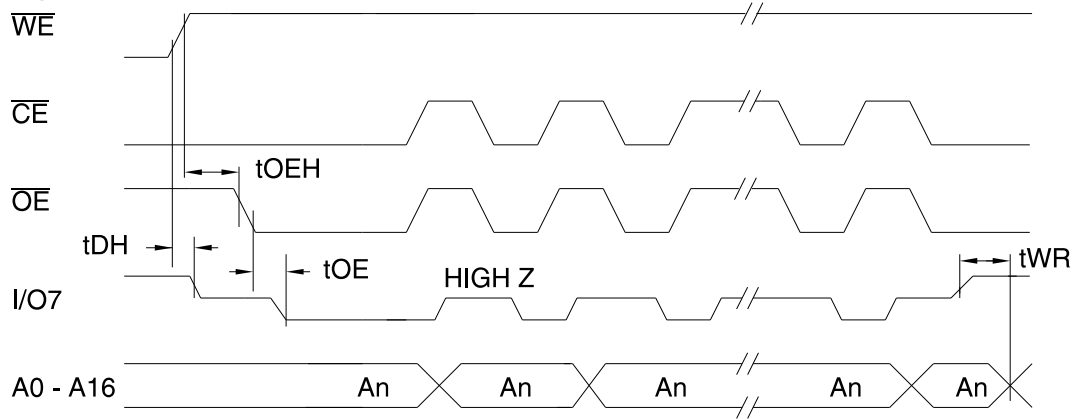 WE
CE
tOEH
OE
tDH
tOE
HIGH Z
tWR
I/O7
A0 - A16
An
An
An
An
An